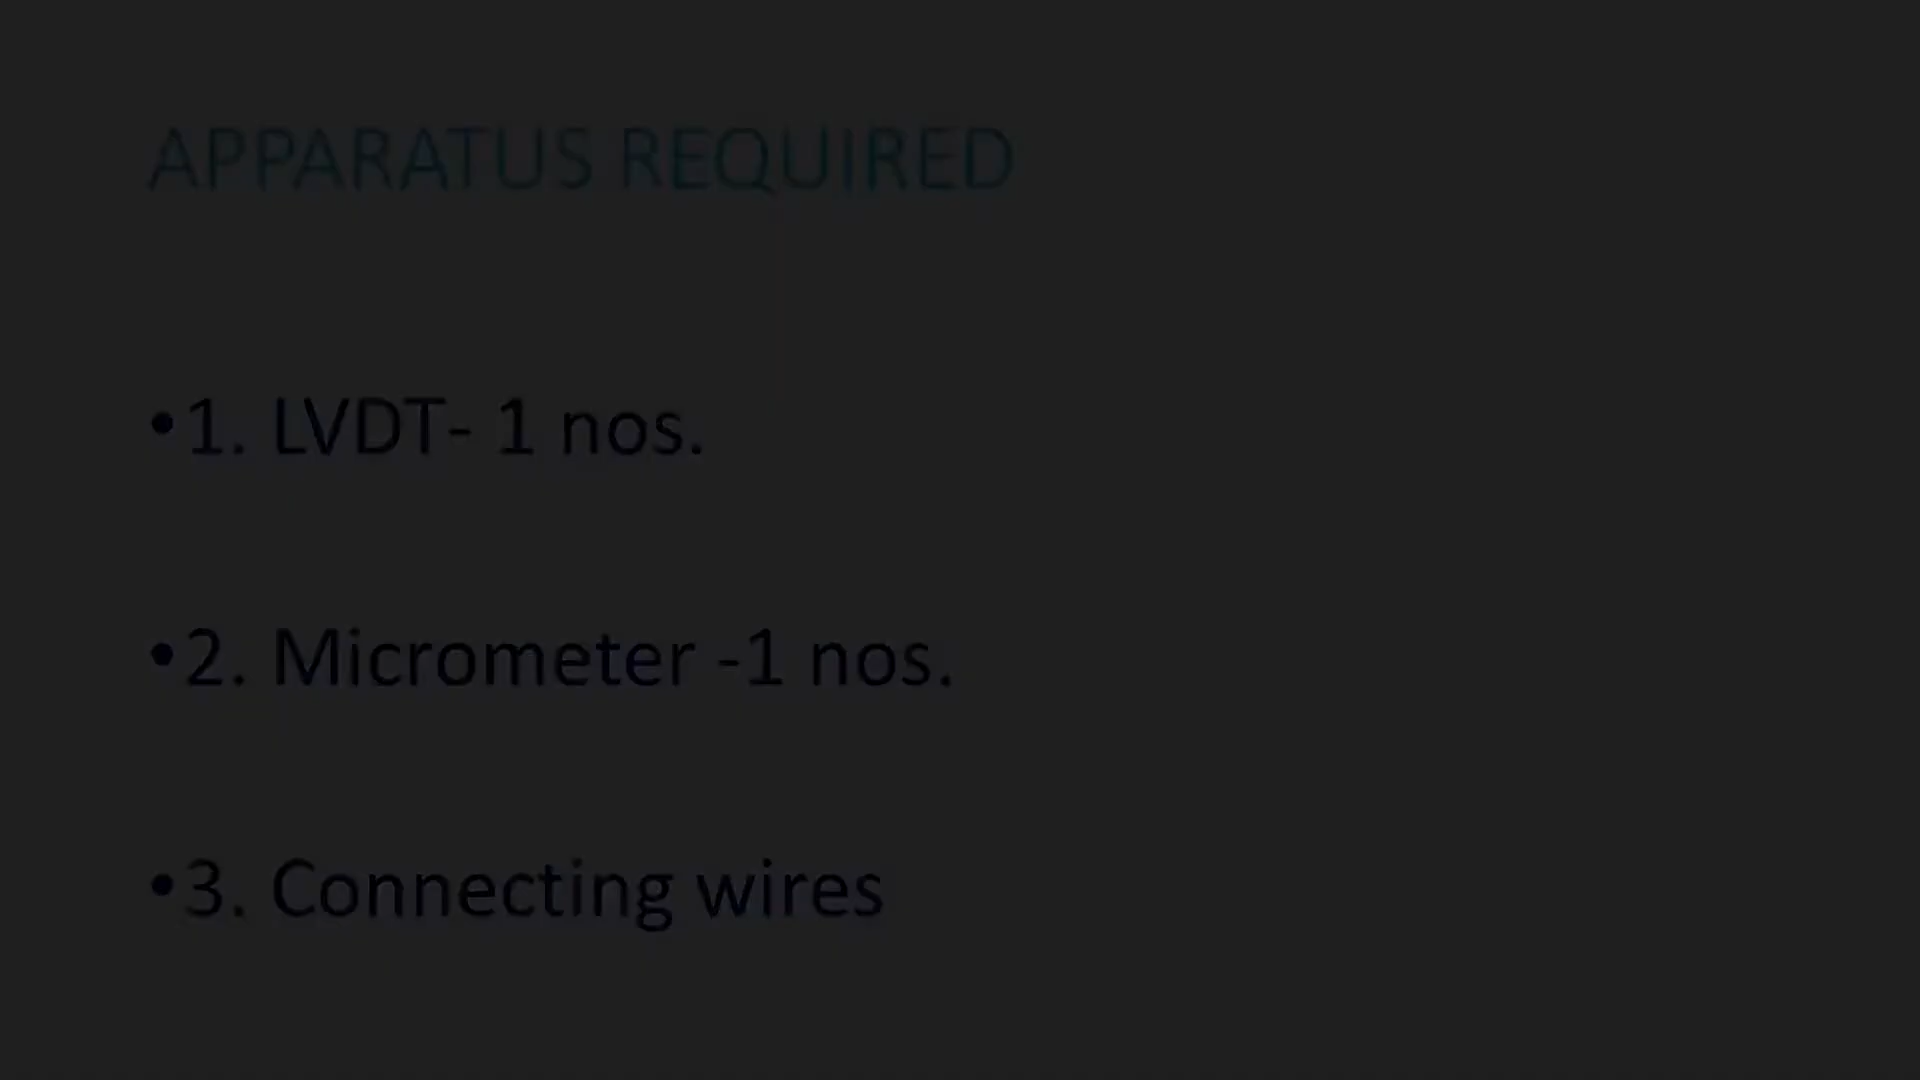 APPARATUS REQUIRED
•1. LVDT- 1 nos.
•2. Micrometer -1 nos.
•3. Connecting wires